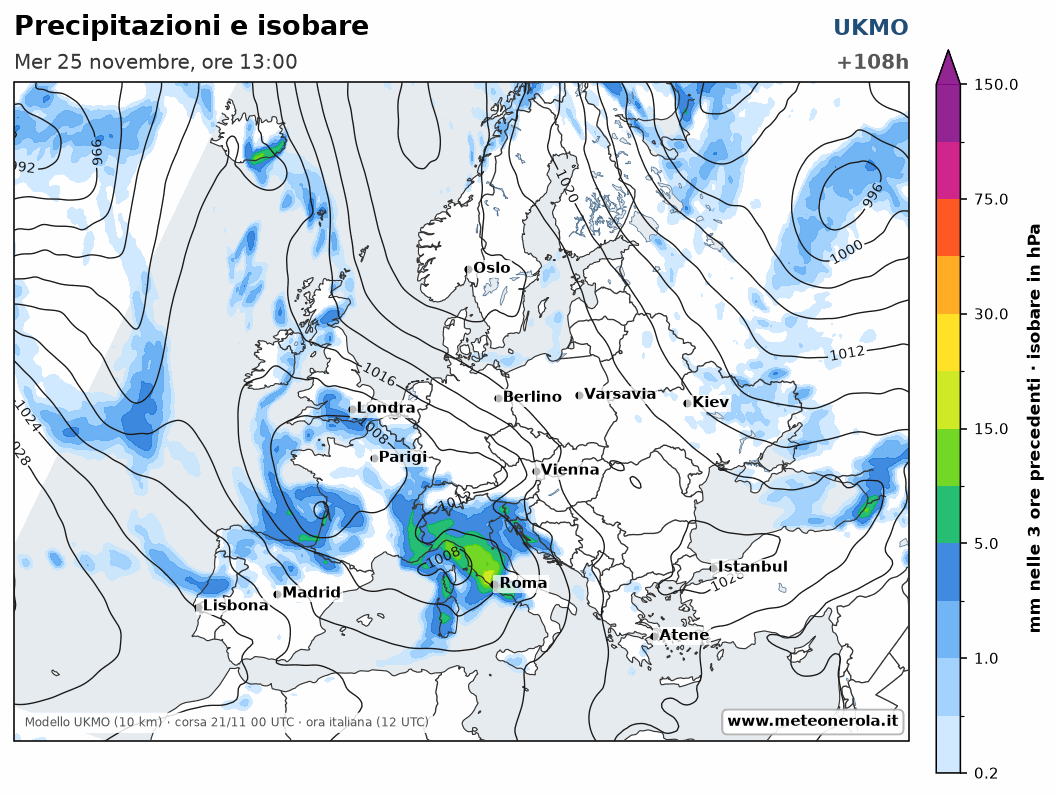 Precipitazioni e isobare
UKMO
Mer 25 novembre, ore 13:00
+108h
150.0
75.0
30.0
15.0
5.0
1.0
0.2
mm nelle 3 ore precedenti · isobare in hPa
992
996
1020
996
1000
1012
1016
1024
1008
1008
Oslo
Berlino
Varsavia
Kiev
Londra
Parigi
Vienna
Roma
Istanbul
Madrid
Lisbona
Atene
Modello UKMO (10 km) · corsa 21/11 00 UTC · ora italiana (12 UTC)
www.meteonerola.it